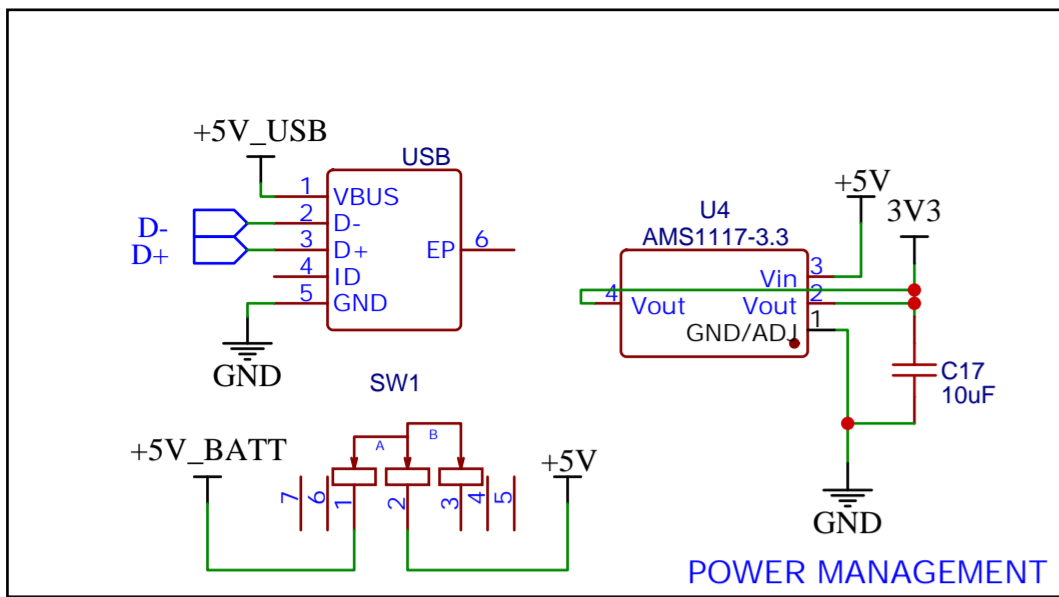 +5V_USB
USB
1
VBUS
D-
2
D-
D+
3
D+
4
ID
5
GND
EP
6
GND
+5V
3V3
U4
AMS1117-3.3
Vin
3
4
Vout
Vout
2
GND/ADJ
1
C17
10uF
GND
SW1
+5V_BATT
A
B
+5V
7
6
1
2
3
4
5
POWER MANAGEMENT